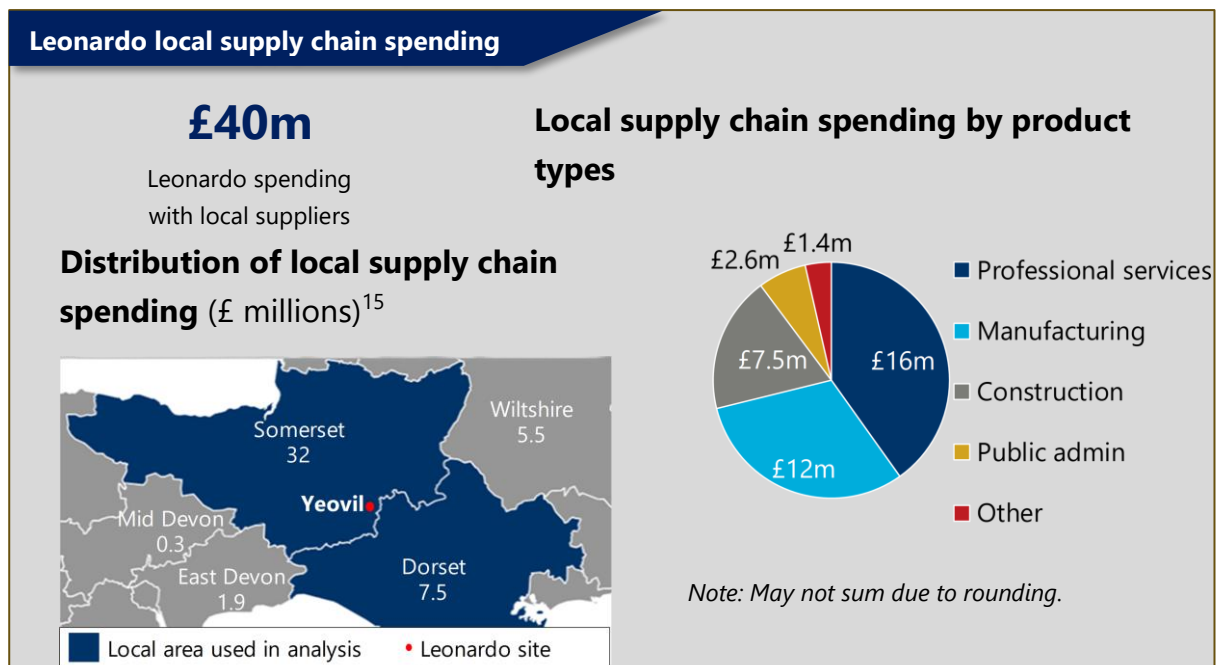 Leonardo local supply chain spending
£40m
Leonardo spending
with local suppliers
Distribution of local supply chain
spending (£ millions)15
Somerset
32
Wiltshire
5.5
Yeovil
Mid Devon
0.3
East Devon
1.9
Dorset
7.5
Local area used in analysis
Leonardo site
Local supply chain spending by product
types
£1.4m
£2.6m
£7.5m
£16m
£12m
Professional services
Manufacturing
Construction
Public admin
Other
Note: May not sum due to rounding.